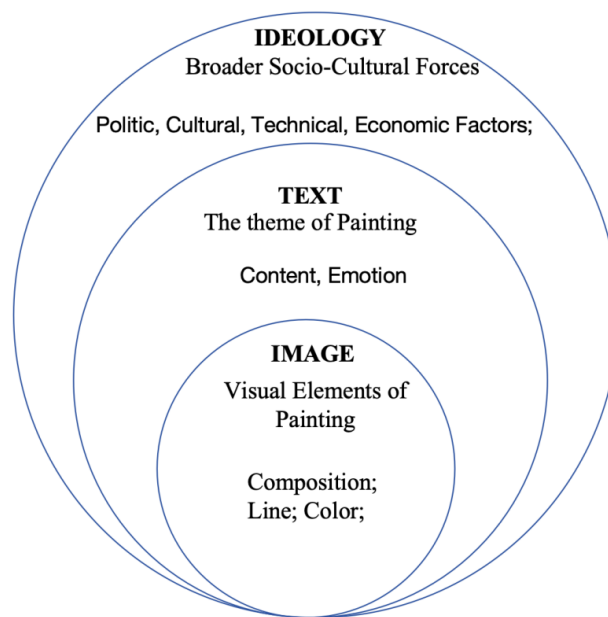 IDEOLOGY
Broader Socio-Cultural Forces
Politic, Cultural, Technical, Economic Factors;
TEXT
The theme of Painting
Content, Emotion
IMAGE
Visual Elements of
Painting
Composition;
Line; Color;